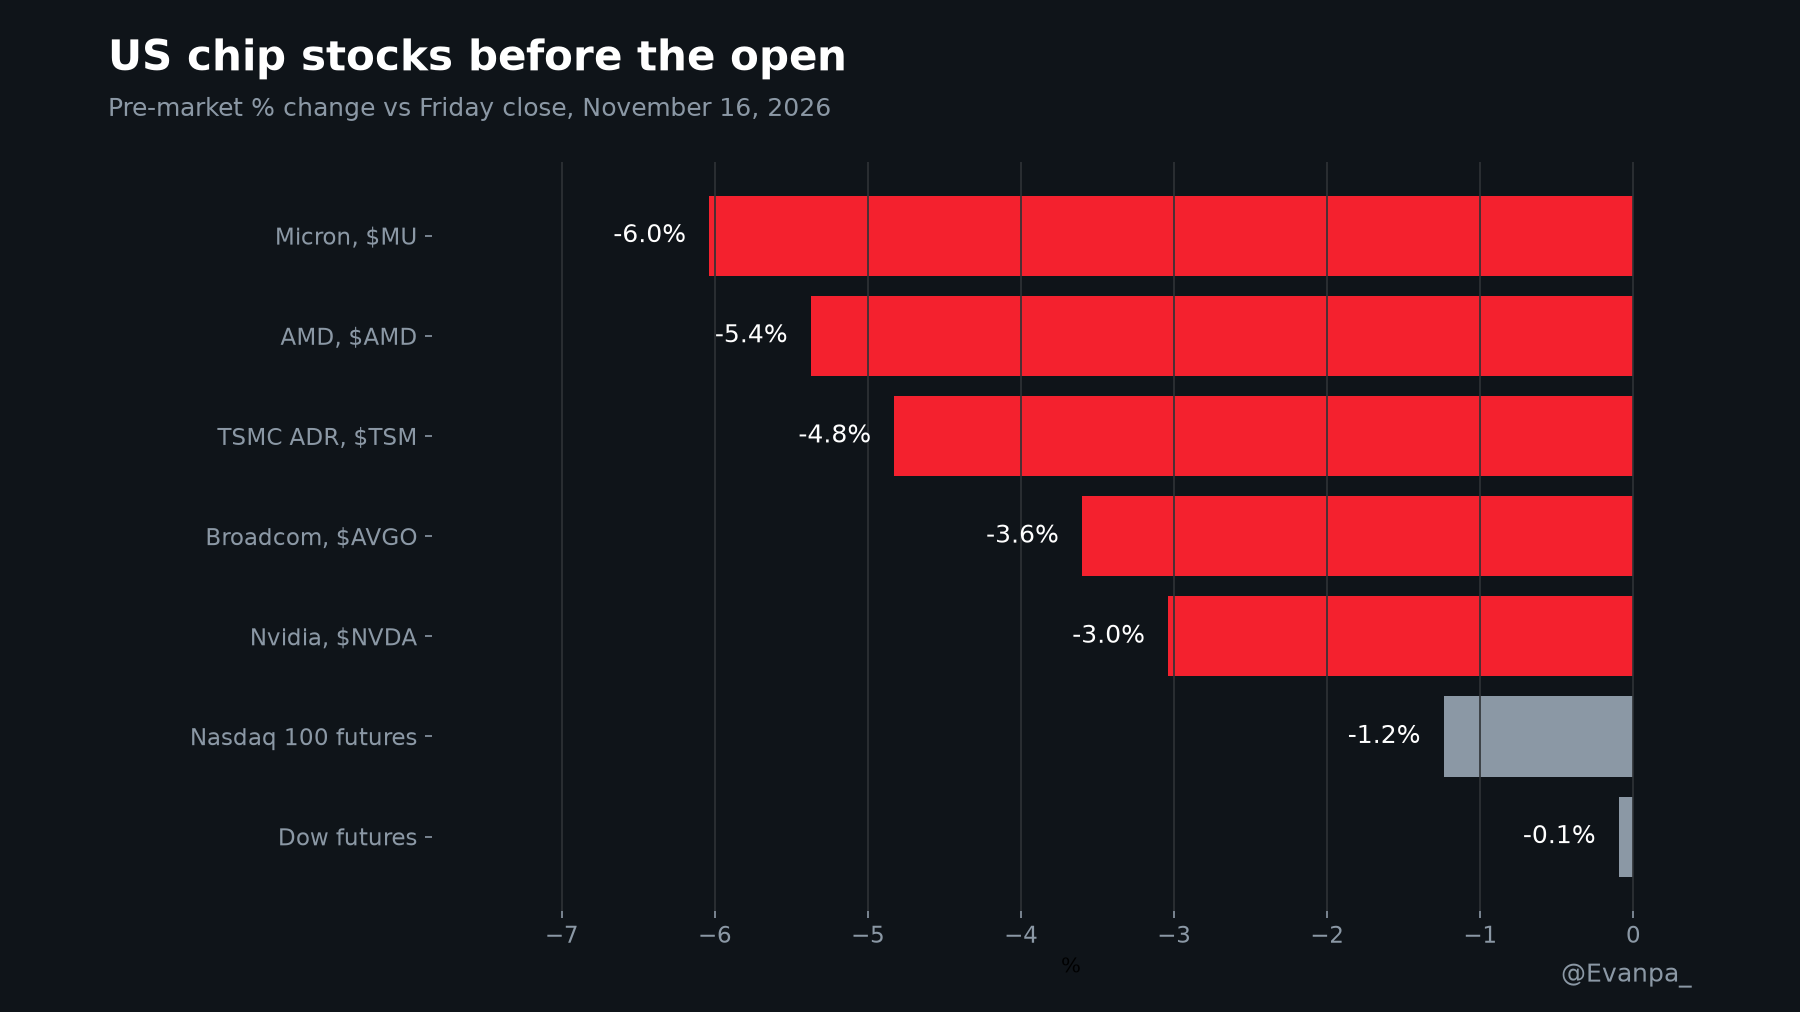 US chip stocks before the open
Pre-market % change vs Friday close, November 16, 2026
Micron, $MU
-6.0%
AMD, $AMD
-5.4%
TSMC ADR, $TSM
-4.8%
Broadcom, $AVGO
-3.6%
Nvidia, $NVDA
-3.0%
Nasdaq 100 futures
-1.2%
Dow futures
-0.1%
−7 −6 −5 −4 −3 −2 −1 0
%
@Evanpa_